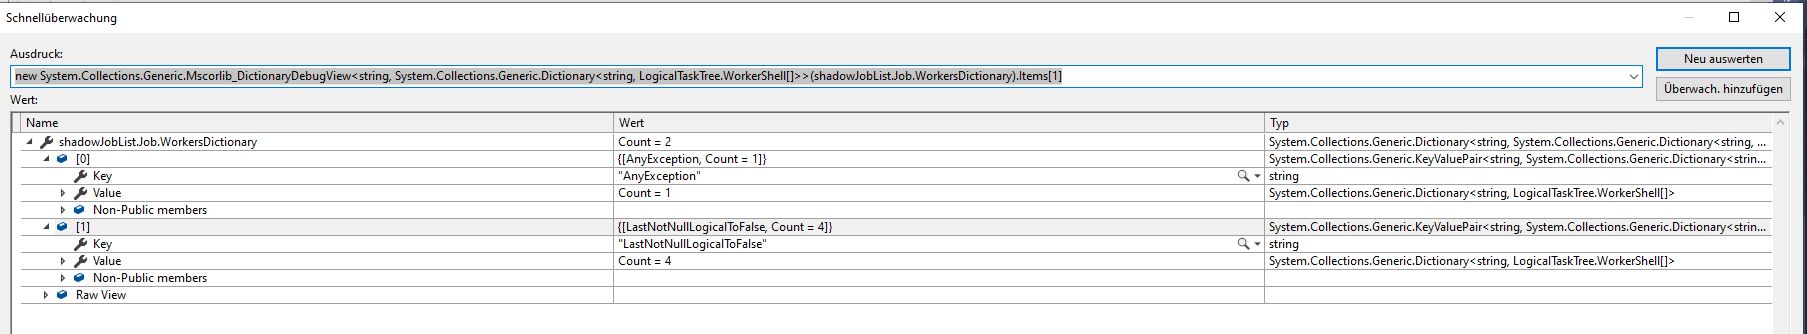 Schnellüberwachung
Ausdruck:
new System.Collections.Generic.Mscorlib_DictionaryDebugView<string, System.Collections.Generic.Dictionary<string, LogicalTaskTree.WorkerShell[]>>(shadowJobList.Job.WorkersDictionary).Items[1]
Neu auswerten
Überwach. hinzufügen
Wert:
Name Wert Typ
shadowJobList.Job.WorkersDictionary Count = 2 System.Collections.Generic.Dictionary<string, System.Collections.Generic.Dictionary<string, ...
[0] {[AnyException, Count = 1]} System.Collections.Generic.KeyValuePair<string, System.Collections.Generic.Dictionary<strin...
Key "AnyException" string
Value Count = 1 System.Collections.Generic.Dictionary<string, LogicalTaskTree.WorkerShell[]>
Non-Public members
[1] {[LastNotNullLogicalToFalse, Count = 4]} System.Collections.Generic.KeyValuePair<string, System.Collections.Generic.Dictionary<strin...
Key "LastNotNullLogicalToFalse" string
Value Count = 4 System.Collections.Generic.Dictionary<string, LogicalTaskTree.WorkerShell[]>
Non-Public members
Raw View